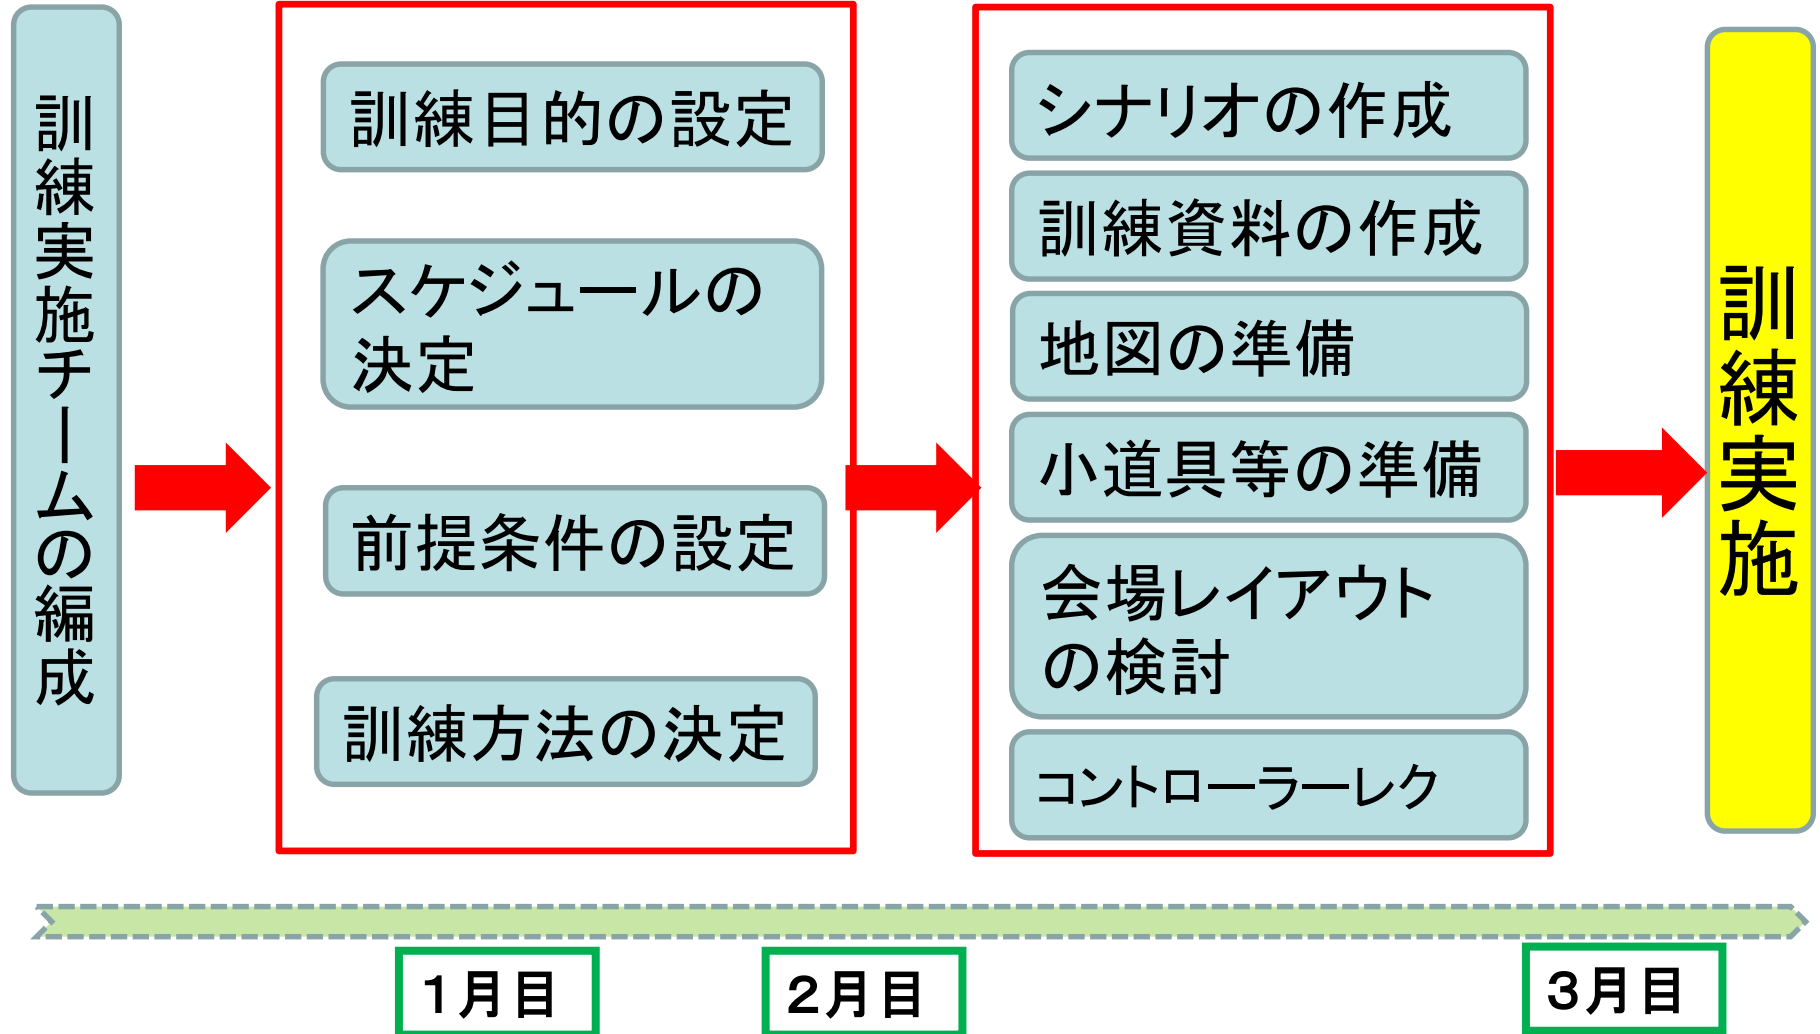 訓練実施チームの編成
訓練目的の設定
スケジュールの
決定
前提条件の設定
訓練方法の決定
シナリオの作成
訓練資料の作成
地図の準備
小道具等の準備
会場レイアウト
の検討
コントローラーレク
訓練実施
１月目
２月目
３月目